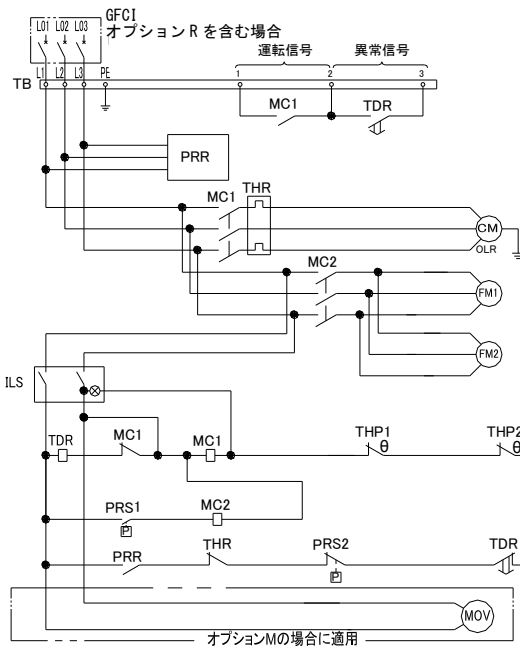 GFCI
L01 L02 L03
オプションRを含む場合
L1 L2 L3 PE
運転信号 異常信号
TB
1 2 3
MC1 TDR
PRR
MC1 THR
CM
OLR
MC2
FM1
FM2
ILS
TDR MC1 MC1 THP1 θ THP2 θ
PRS1 MC2
P
PRR THR PRS2 TDR
P
MOV
オプションMの場合に適用